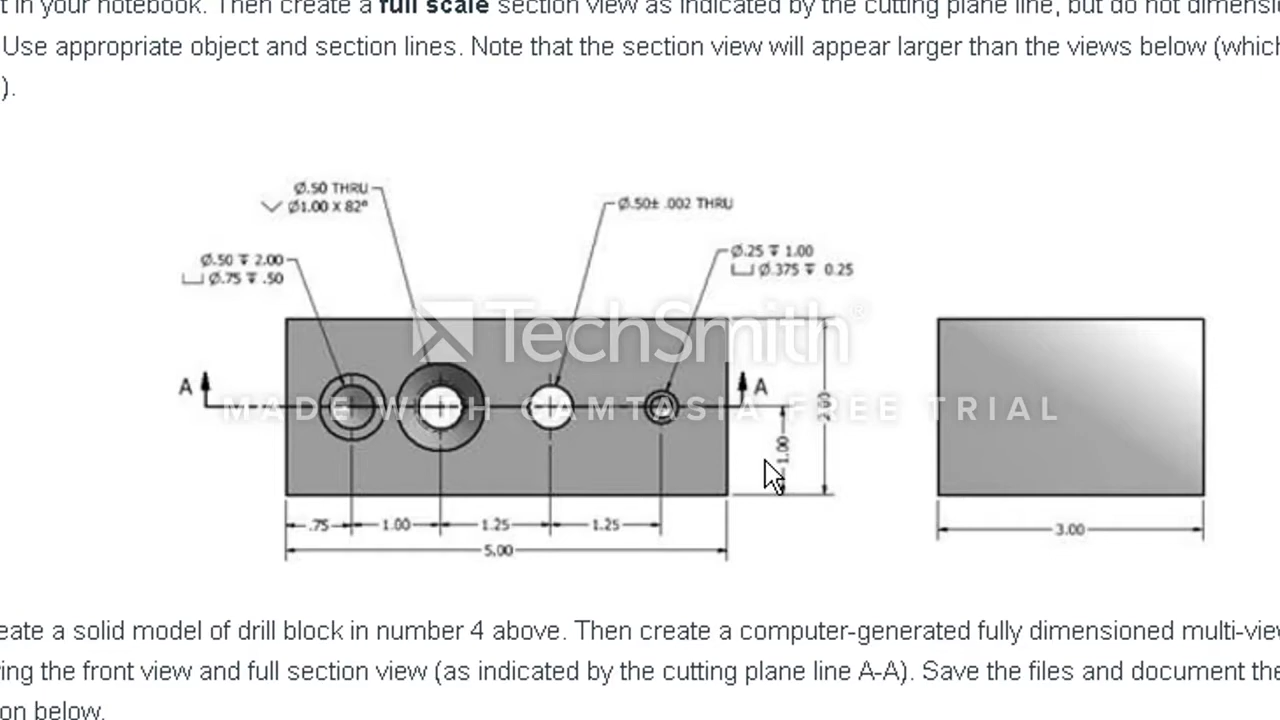 t in your notebook. Then create a full scale section view as indicated by the cutting plane line, but do not dimensi
Use appropriate object and section lines. Note that the section view will appear larger than the views below (which
).
Ø.50 THRU
⌵ Ø1.00 X 82°
Ø.50± .002 THRU
Ø.50 ↧ 2.00
⌴ Ø.75 ↧ .50
Ø.25 ↧ 1.00
⌴ Ø.375 ↧ 0.25
TechSmith®
A
A
MADE WITH CAMTASIA FREE TRIAL
2.00
1.00
.75
1.00
1.25
1.25
5.00
3.00
eate a solid model of drill block in number 4 above. Then create a computer-generated fully dimensioned multi-view
ing the front view and full section view (as indicated by the cutting plane line A-A). Save the files and document the
on below.